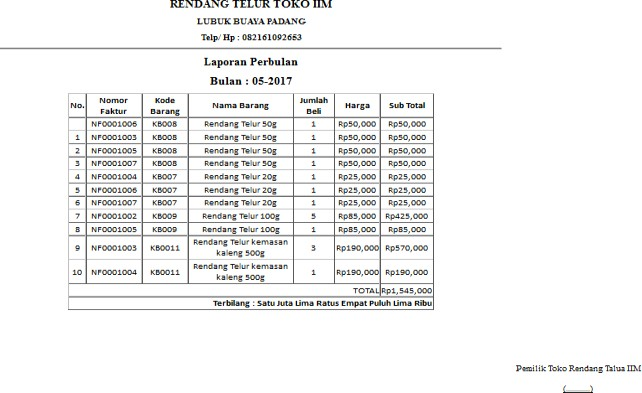 RENDANG TELUR TOKO IIM
LUBUK BUAYA PADANG
Telp/ Hp : 082161092653
Laporan Perbulan
Bulan : 05-2017
No. Nomor Faktur Kode Barang Nama Barang Jumlah Beli Harga Sub Total
NF0001006 KB008 Rendang Telur 50g 1 Rp50,000 Rp50,000
1 NF0001003 KB008 Rendang Telur 50g 1 Rp50,000 Rp50,000
2 NF0001005 KB008 Rendang Telur 50g 1 Rp50,000 Rp50,000
3 NF0001007 KB008 Rendang Telur 50g 1 Rp50,000 Rp50,000
4 NF0001004 KB007 Rendang Telur 20g 1 Rp25,000 Rp25,000
5 NF0001006 KB007 Rendang Telur 20g 1 Rp25,000 Rp25,000
6 NF0001007 KB007 Rendang Telur 20g 1 Rp25,000 Rp25,000
7 NF0001002 KB009 Rendang Telur 100g 5 Rp85,000 Rp425,000
8 NF0001005 KB009 Rendang Telur 100g 1 Rp85,000 Rp85,000
9 NF0001003 KB0011 Rendang Telur kemasan kaleng 500g 3 Rp190,000 Rp570,000
10 NF0001004 KB0011 Rendang Telur kemasan kaleng 500g 1 Rp190,000 Rp190,000
TOTAL Rp1,545,000
Terbilang : Satu Juta Lima Ratus Empat Puluh Lima Ribu
Pemilik Toko Rendang Talua IIM
(.........)